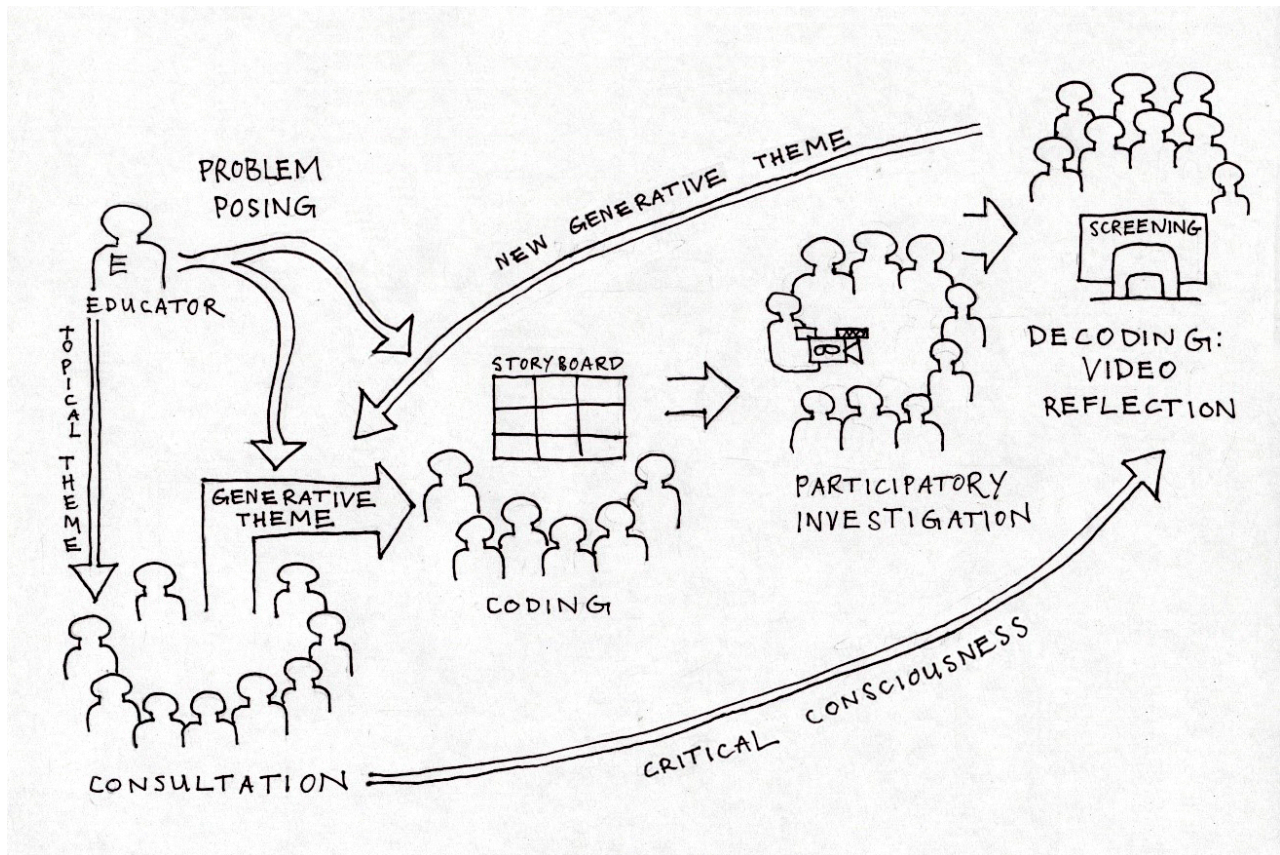 PROBLEM
POSING
E
EDUCATOR
TOPICAL THEME
NEW GENERATIVE THEME
SCREENING
DECODING:
VIDEO
REFLECTION
STORYBOARD
GENERATIVE
THEME
PARTICIPATORY
INVESTIGATION
CODING
CONSULTATION
CRITICAL CONSCIOUSNESS